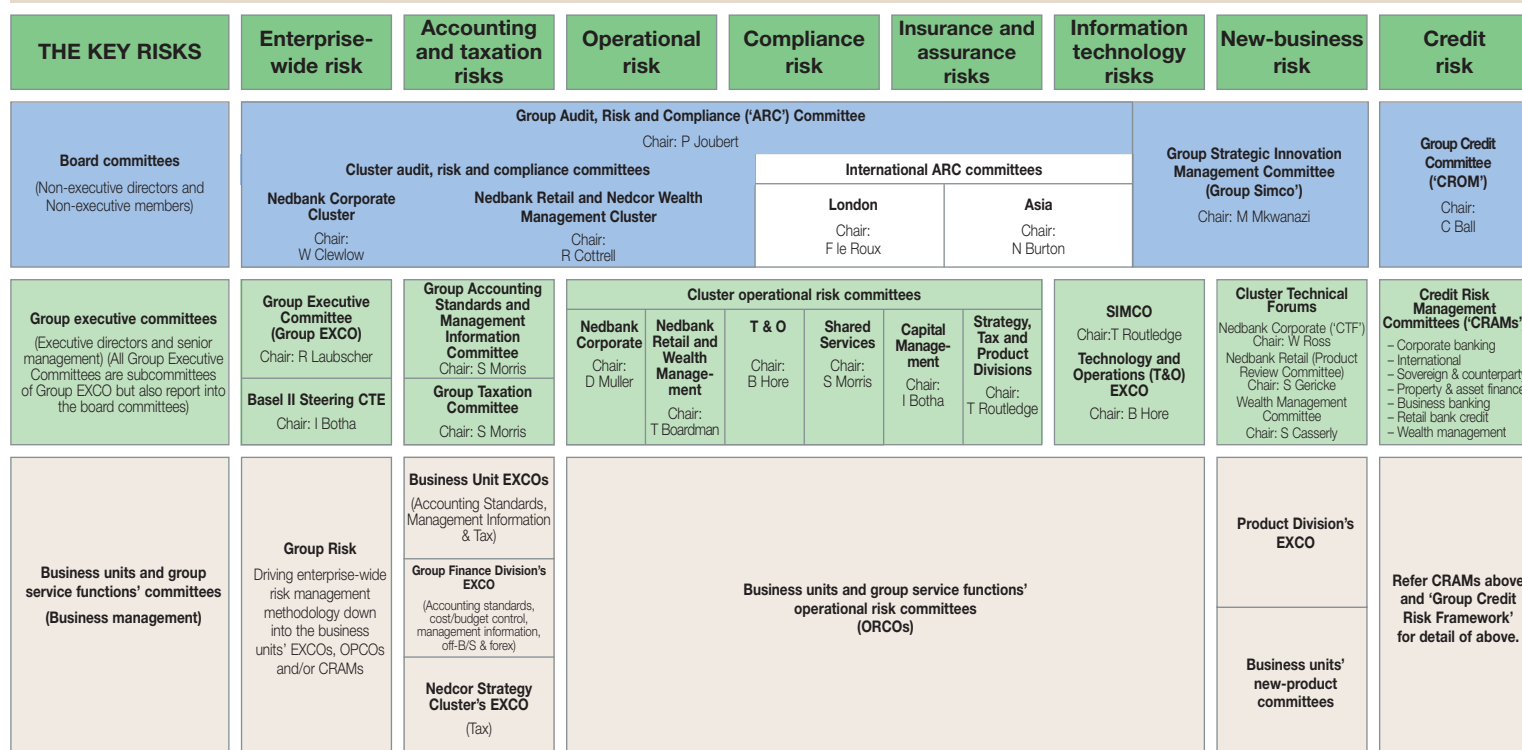 THE KEY RISKS
Enterprise-
wide risk
Accounting
and taxation
risks
Operational
risk
Compliance
risk
Insurance and
assurance
risks
Information
technology
risks
New-business
risk
Credit
risk
Board committees
(Non-executive directors and
Non-executive members)
Group Audit, Risk and Compliance ('ARC') Committee
Chair: P Joubert
Cluster audit, risk and compliance committees
Nedbank Corporate
Cluster
Chair:
W Clewlow
Nedbank Retail and Nedcor Wealth
Management Cluster
Chair:
R Cottrell
International ARC committees
London
Chair:
F le Roux
Asia
Chair:
N Burton
Group Strategic Innovation
Management Committee
(Group Simco')
Chair: M Mkwanazi
Group Credit
Committee
('CROM')
Chair:
C Ball
Group executive committees
(Executive directors and senior
management) (All Group Executive
Committees are subcommittees
of Group EXCO but also report into
the board committees)
Group Executive
Committee
(Group EXCO)
Chair: R Laubscher
Basel II Steering CTE
Chair: I Botha
Group Accounting
Standards and
Management
Information
Committee
Chair: S Morris
Group Taxation
Committee
Chair: S Morris
Cluster operational risk committees
Nedbank
Corporate
Chair:
D Muller
Nedbank
Retail and
Wealth
Manage-
ment
Chair:
T Boardman
T & O
Chair:
B Hore
Shared
Services
Chair:
S Morris
Capital
Manage-
ment
Chair:
I Botha
Strategy,
Tax and
Product
Divisions
Chair:
T Routledge
SIMCO
Chair:T Routledge
Technology and
Operations (T&O)
EXCO
Chair: B Hore
Cluster Technical
Forums
Nedbank Corporate ('CTF')
Chair: W Ross
Nedbank Retail (Product
Review Committee)
Chair: S Gericke
Wealth Management
Committee
Chair: S Casserly
Credit Risk
Management
Committees ('CRAMs'
– Corporate banking
– International
– Sovereign & counterparty
– Property & asset finance
– Business banking
– Retail bank credit
– Wealth management
Business units and group
service functions' committees
(Business management)
Group Risk
Driving enterprise-wide
risk management
methodology down
into the business
units' EXCOs, OPCOs
and/or CRAMs
Business Unit EXCOs
(Accounting Standards,
Management Information
& Tax)
Group Finance Division's
EXCO
(Accounting standards,
cost/budget control,
management information,
off-B/S & forex)
Nedcor Strategy
Cluster's EXCO
(Tax)
Business units and group service functions'
operational risk committees
(ORCOs)
Product Division's
EXCO
Business units'
new-product
committees
Refer CRAMs above
and 'Group Credit
Risk Framework'
for detail of above.